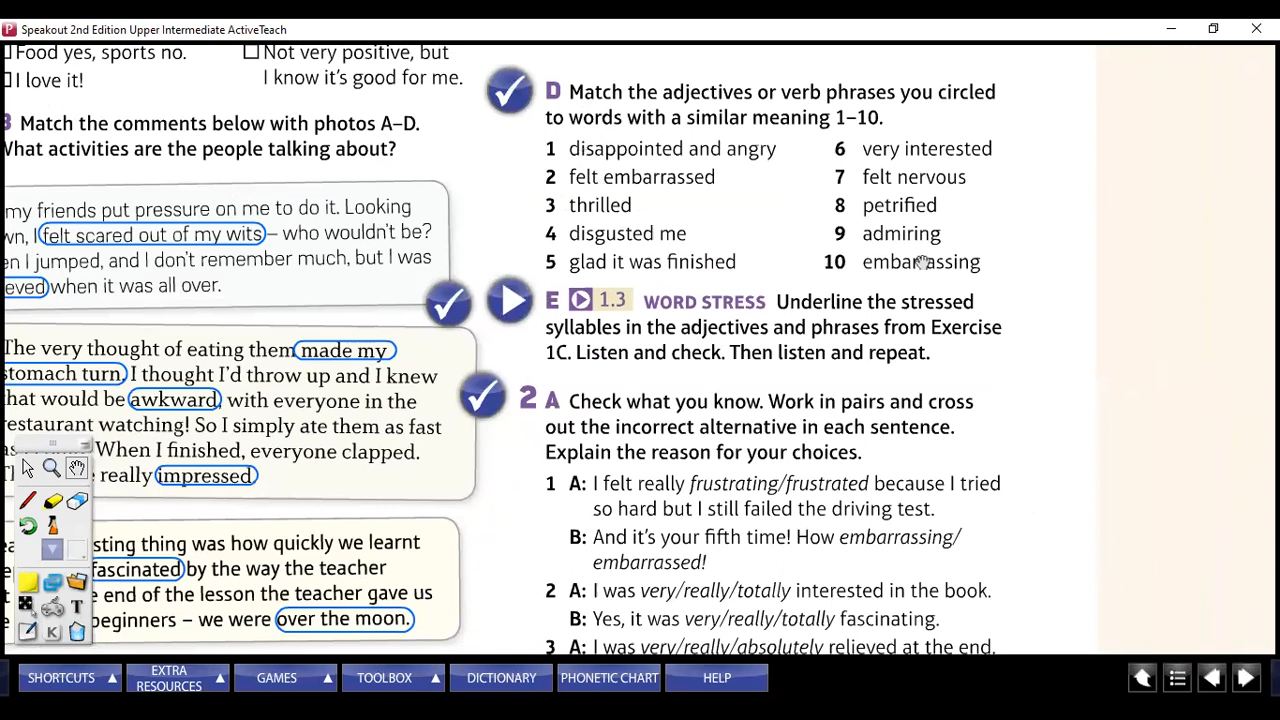 Speakout 2nd Edition Upper Intermediate ActiveTeach
Food yes, sports no.
I love it!
Not very positive, but
I know it's good for me.
Match the comments below with photos A–D.
What activities are the people talking about?
my friends put pressure on me to do it. Looking
wn, I felt scared out of my wits – who wouldn't be?
en I jumped, and I don't remember much, but I was
eved when it was all over.
The very thought of eating them made my
stomach turn. I thought I'd throw up and I knew
that would be awkward, with everyone in the
restaurant watching! So I simply ate them as fast
as When I finished, everyone clapped.
really impressed
sting thing was how quickly we learnt
fascinated by the way the teacher
e end of the lesson the teacher gave us
beginners – we were over the moon.
D Match the adjectives or verb phrases you circled
to words with a similar meaning 1–10.
1 disappointed and angry
2 felt embarrassed
3 thrilled
4 disgusted me
5 glad it was finished
6 very interested
7 felt nervous
8 petrified
9 admiring
10 embarrassing
E 1.3 WORD STRESS Underline the stressed
syllables in the adjectives and phrases from Exercise
1C. Listen and check. Then listen and repeat.
2 A Check what you know. Work in pairs and cross
out the incorrect alternative in each sentence.
Explain the reason for your choices.
1 A: I felt really frustrating/frustrated because I tried
so hard but I still failed the driving test.
B: And it's your fifth time! How embarrassing/
embarrassed!
2 A: I was very/really/totally interested in the book.
B: Yes, it was very/really/totally fascinating.
3 A: I was very/really/absolutely relieved at the end.
SHORTCUTS
EXTRA
RESOURCES
GAMES
TOOLBOX
DICTIONARY
PHONETIC CHART
HELP